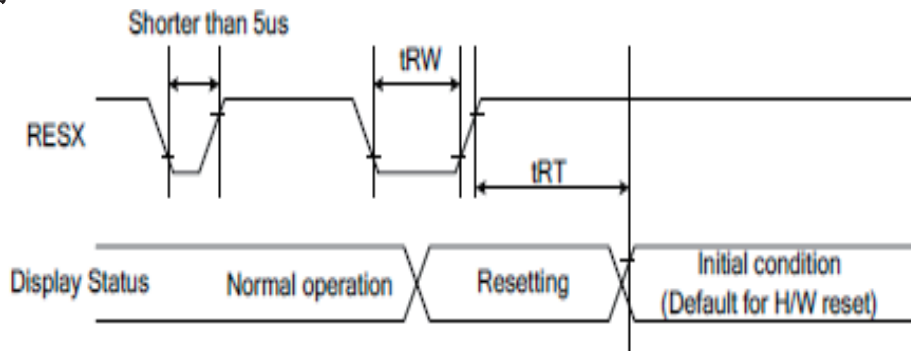 Shorter than 5us
tRW
RESX
tRT
Display Status
Normal operation
Resetting
Initial condition
(Default for H/W reset)